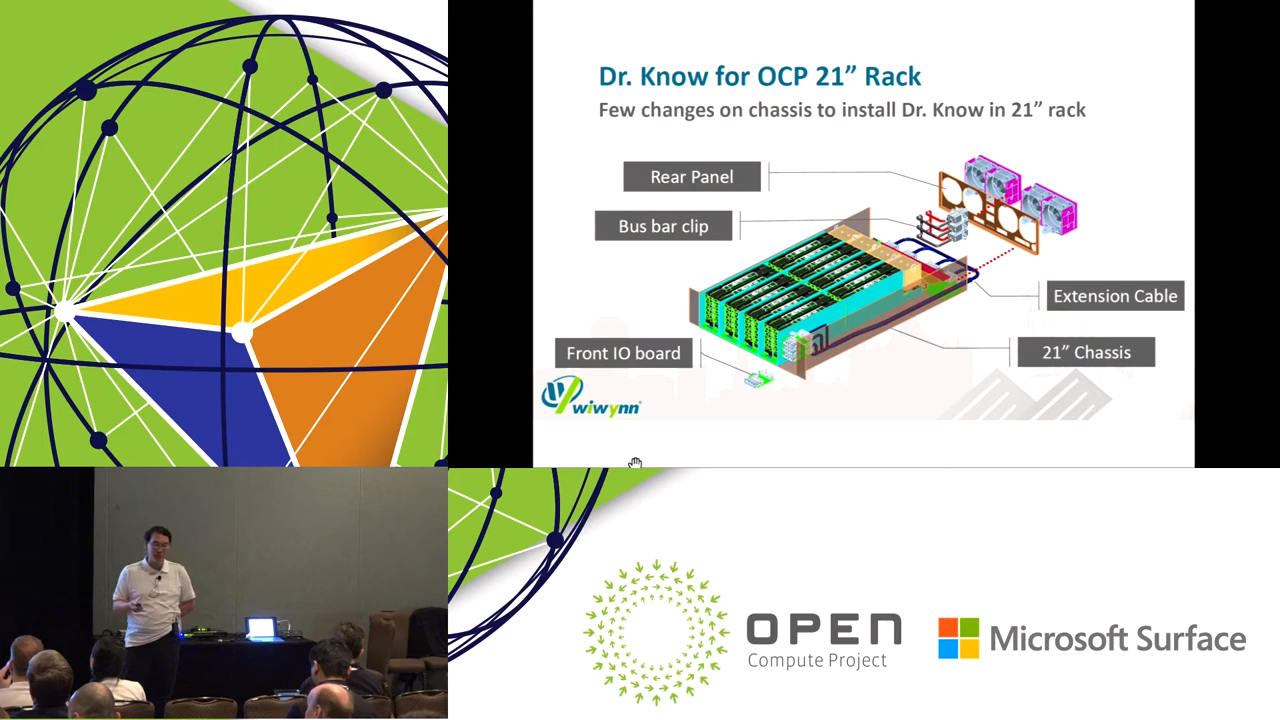 Dr. Know for OCP 21” Rack
Few changes on chassis to install Dr. Know in 21” rack
Rear Panel
Bus bar clip
Extension Cable
Front IO board
21” Chassis
wiwynn
OPEN
Compute Project
Microsoft Surface